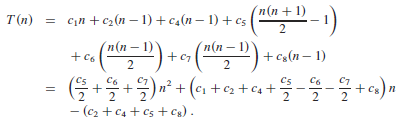 T(n) = c₁n + c₂(n − 1) + c₄(n − 1) + c₅ (n(n + 1)/2 − 1)
+ c₆ (n(n − 1)/2) + c₇ (n(n − 1)/2) + c₈(n − 1)
= (c₅/2 + c₆/2 + c₇/2) n² + (c₁ + c₂ + c₄ + c₅/2 − c₆/2 − c₇/2 + c₈) n
− (c₂ + c₄ + c₅ + c₈) .